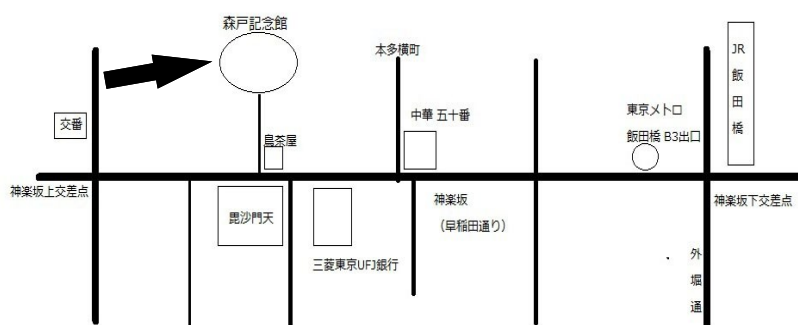 森戸記念館
本多横町
JR飯田橋
交番
鳥茶屋
中華 五十番
東京メトロ
飯田橋 B3出口
神楽坂上交差点
毘沙門天
神楽坂
(早稲田通り)
神楽坂下交差点
三菱東京UFJ銀行
外堀通